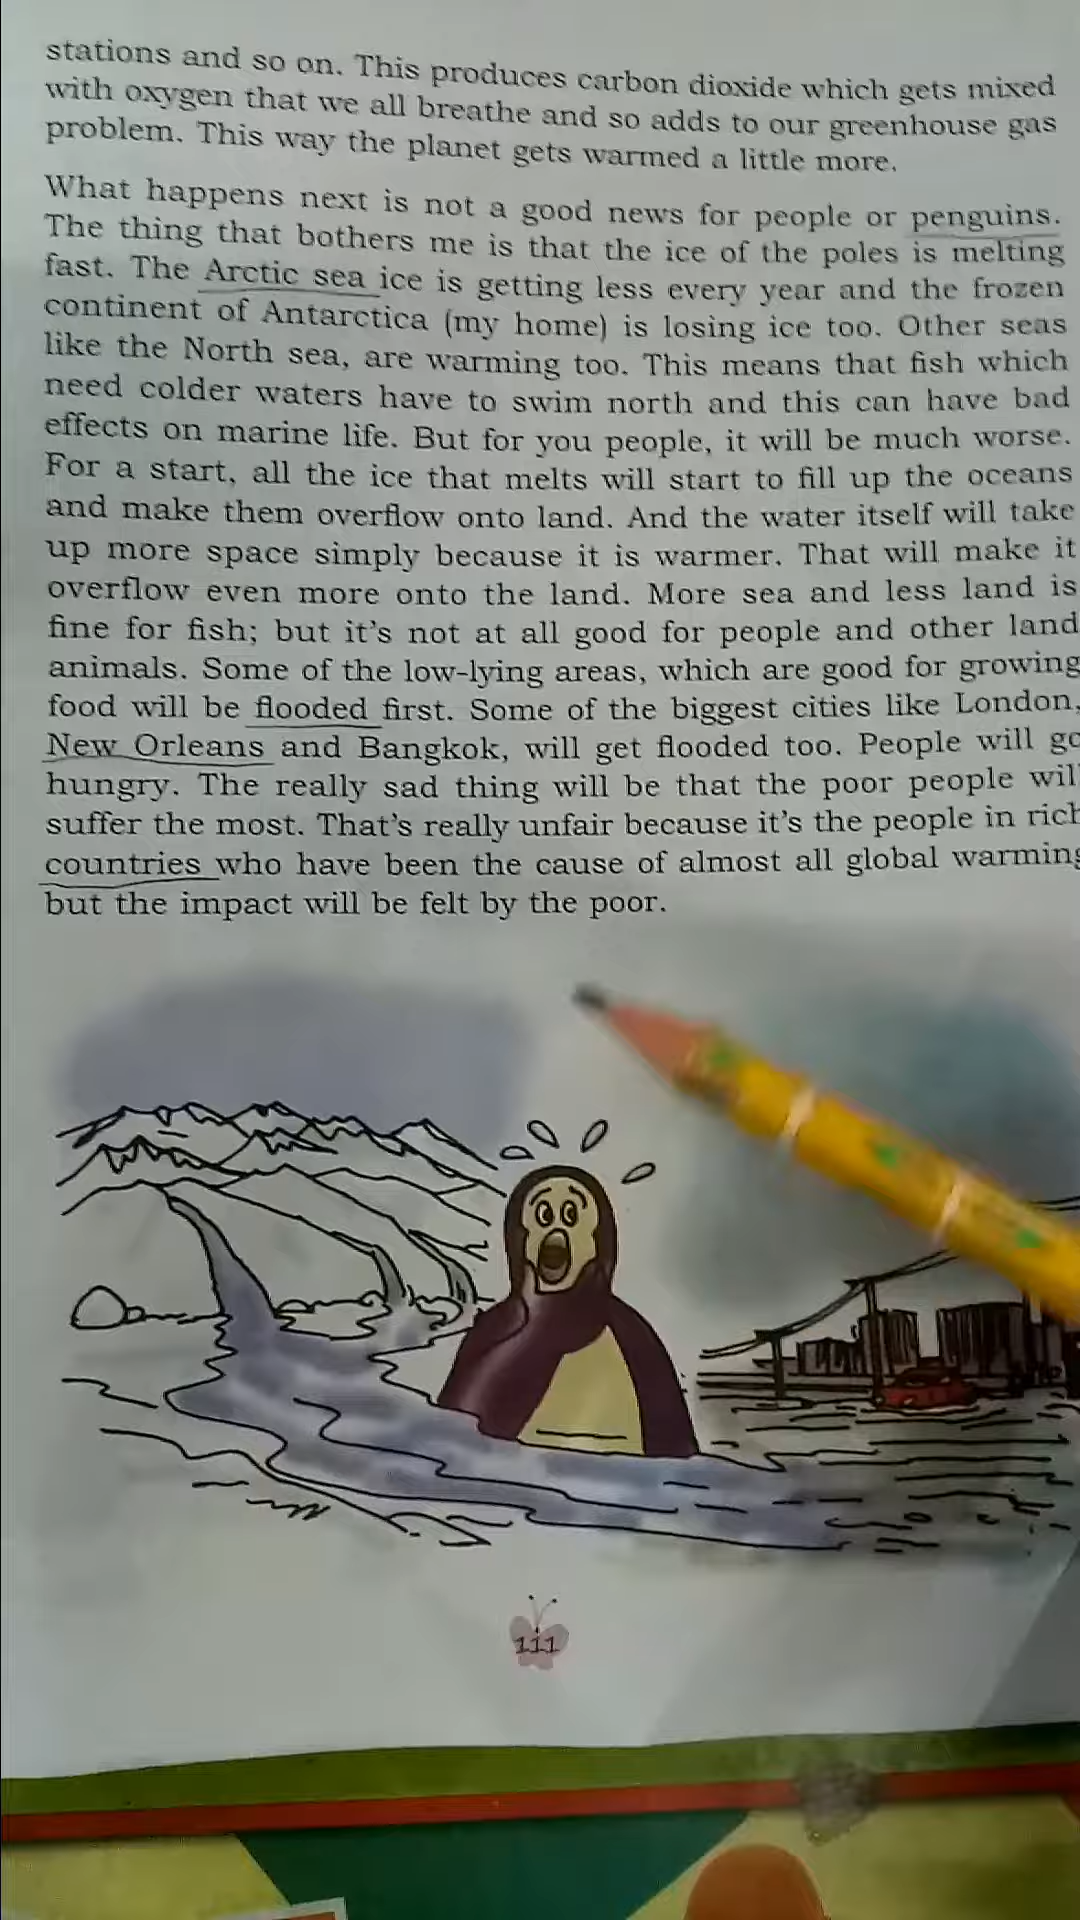 stations and so on. This produces carbon dioxide which gets mixed
with oxygen that we all breathe and so adds to our greenhouse gas
problem. This way the planet gets warmed a little more.
What happens next is not a good news for people or penguins.
The thing that bothers me is that the ice of the poles is melting
fast. The Arctic sea ice is getting less every year and the frozen
continent of Antarctica (my home) is losing ice too. Other seas
like the North sea, are warming too. This means that fish which
need colder waters have to swim north and this can have bad
effects on marine life. But for you people, it will be much worse.
For a start, all the ice that melts will start to fill up the oceans
and make them overflow onto land. And the water itself will take
up more space simply because it is warmer. That will make it
overflow even more onto the land. More sea and less land is
fine for fish; but it's not at all good for people and other land
animals. Some of the low-lying areas, which are good for growing
food will be flooded first. Some of the biggest cities like London,
New Orleans and Bangkok, will get flooded too. People will go
hungry. The really sad thing will be that the poor people will
suffer the most. That's really unfair because it's the people in rich
countries who have been the cause of almost all global warming
but the impact will be felt by the poor.
111